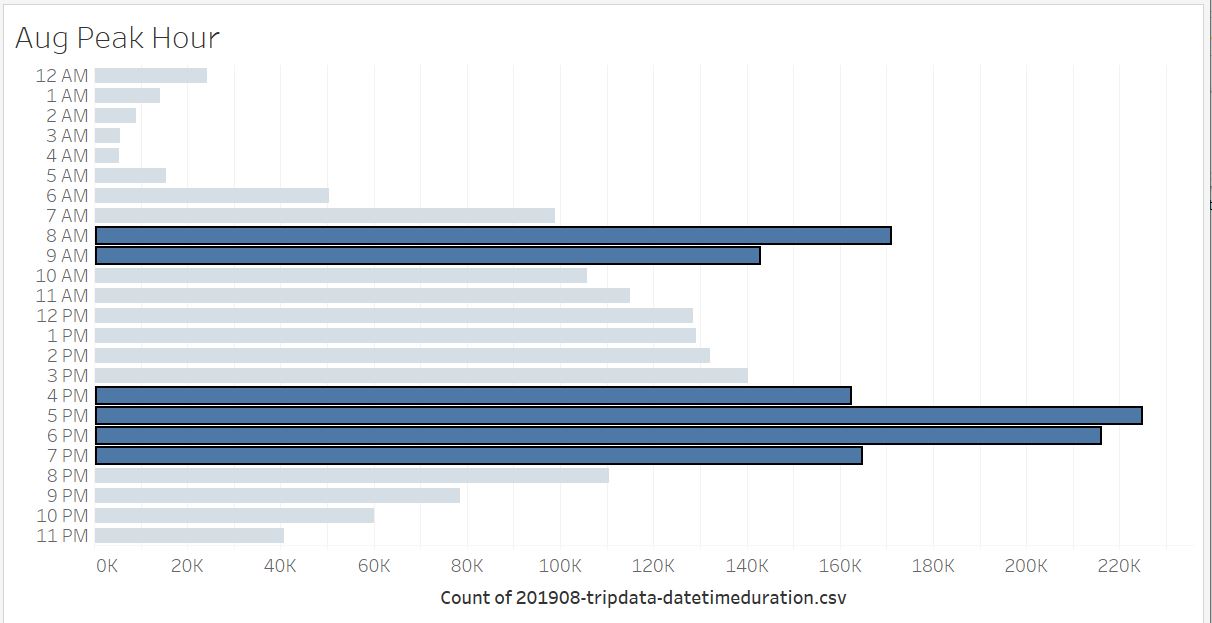 Aug Peak Hour
12 AM
1 AM
2 AM
3 AM
4 AM
5 AM
6 AM
7 AM
8 AM
9 AM
10 AM
11 AM
12 PM
1 PM
2 PM
3 PM
4 PM
5 PM
6 PM
7 PM
8 PM
9 PM
10 PM
11 PM
0K 20K 40K 60K 80K 100K 120K 140K 160K 180K 200K 220K
Count of 201908-tripdata-datetimeduration.csv